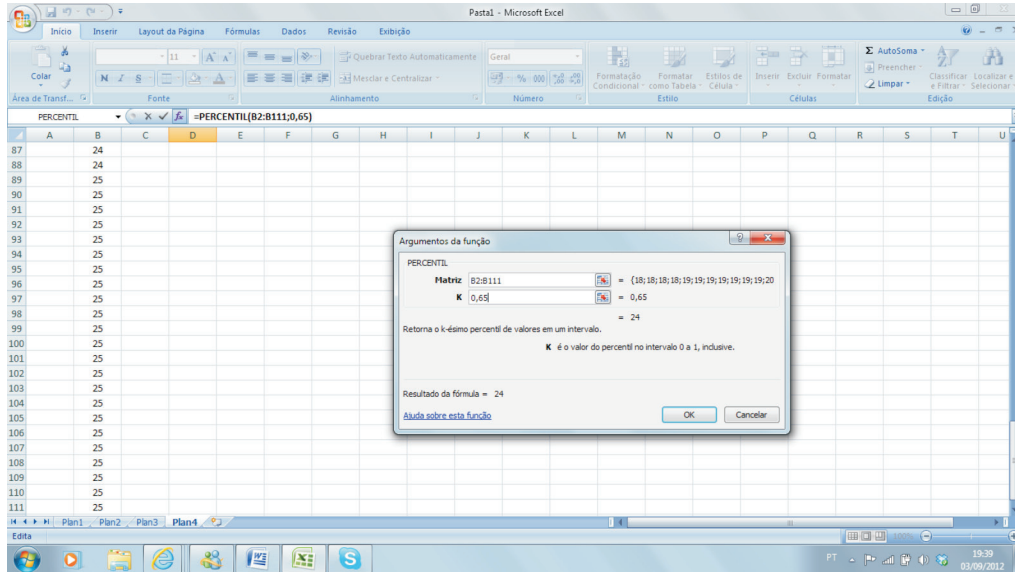 Pasta1 - Microsoft Excel
Início Inserir Layout da Página Fórmulas Dados Revisão Exibição
Colar
11 A A
N I S A
Quebrar Texto Automaticamente
Mesclar e Centralizar
Geral
% 000
Formatação Condicional
Formatar como Tabela
Estilos de Célula
Inserir Excluir Formatar
Σ AutoSoma
Preencher
Limpar
Classificar e Filtrar
Localizar e Selecionar
Área de Transf... Fonte Alinhamento Número Estilo Células Edição
PERCENTIL fx =PERCENTIL(B2:B111;0,65)
A B C D E F G H I J K L M N O P Q R S T U
87 24
88 24
89 25
90 25
91 25
92 25
93 25
94 25
95 25
96 25
97 25
98 25
99 25
100 25
101 25
102 25
103 25
104 25
105 25
106 25
107 25
108 25
109 25
110 25
111 25
Argumentos da função
PERCENTIL
Matriz B2:B111 = {18;18;18;18;19;19;19;19;19;19;19;20
K 0,65 = 0,65
= 24
Retorna o k-ésimo percentil de valores em um intervalo.
K é o valor do percentil no intervalo 0 a 1, inclusive.
Resultado da fórmula = 24
Ajuda sobre esta função
OK Cancelar
Plan1 Plan2 Plan3 Plan4
Edita
100%
PT
19:39
03/09/2012